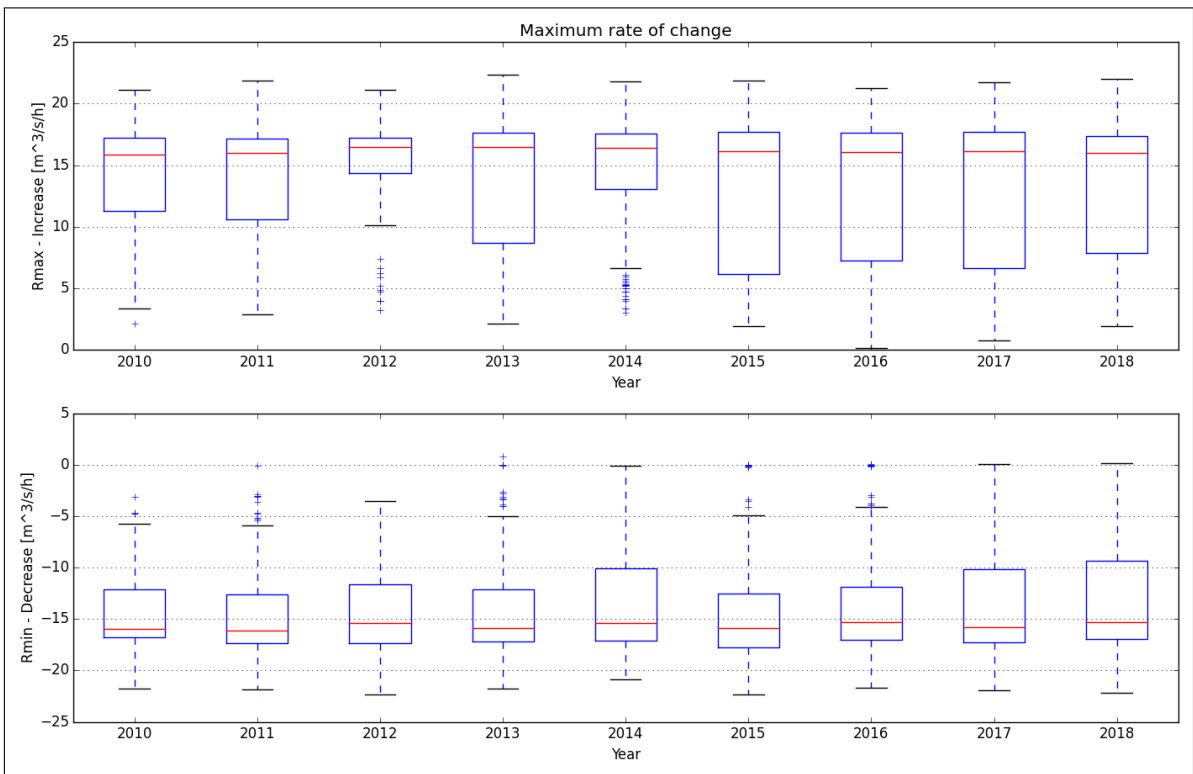 Maximum rate of change
25
20
15
10
5
0
Rmax - Increase [m^3/s/h]
2010 2011 2012 2013 2014 2015 2016 2017 2018
Year
5
0
−5
−10
−15
−20
−25
Rmin - Decrease [m^3/s/h]
2010 2011 2012 2013 2014 2015 2016 2017 2018
Year